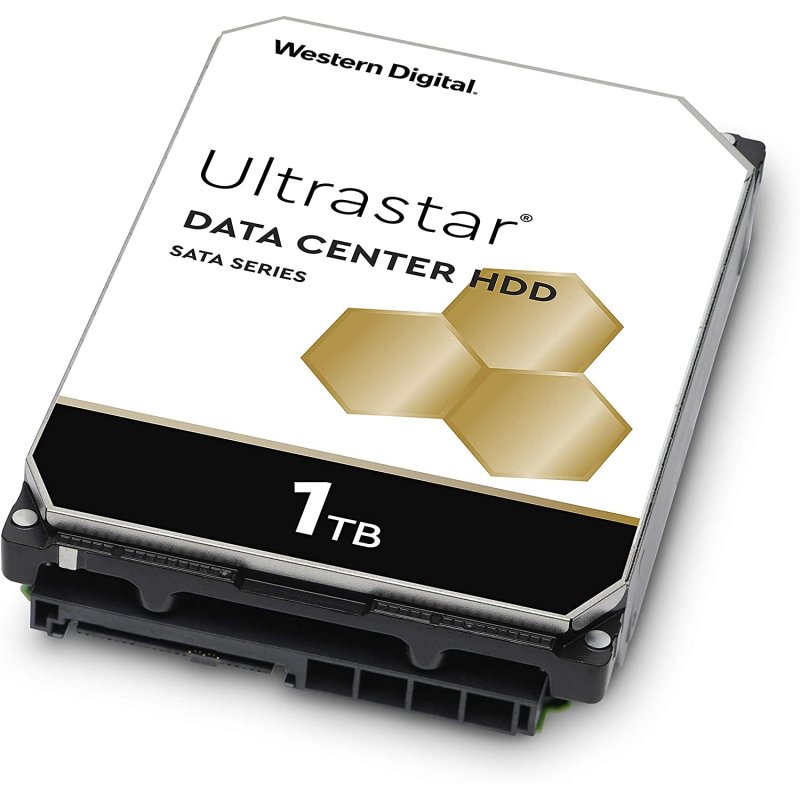 Western Digital.
Ultrastar®
DATA CENTER HDD
SATA SERIES
1TB